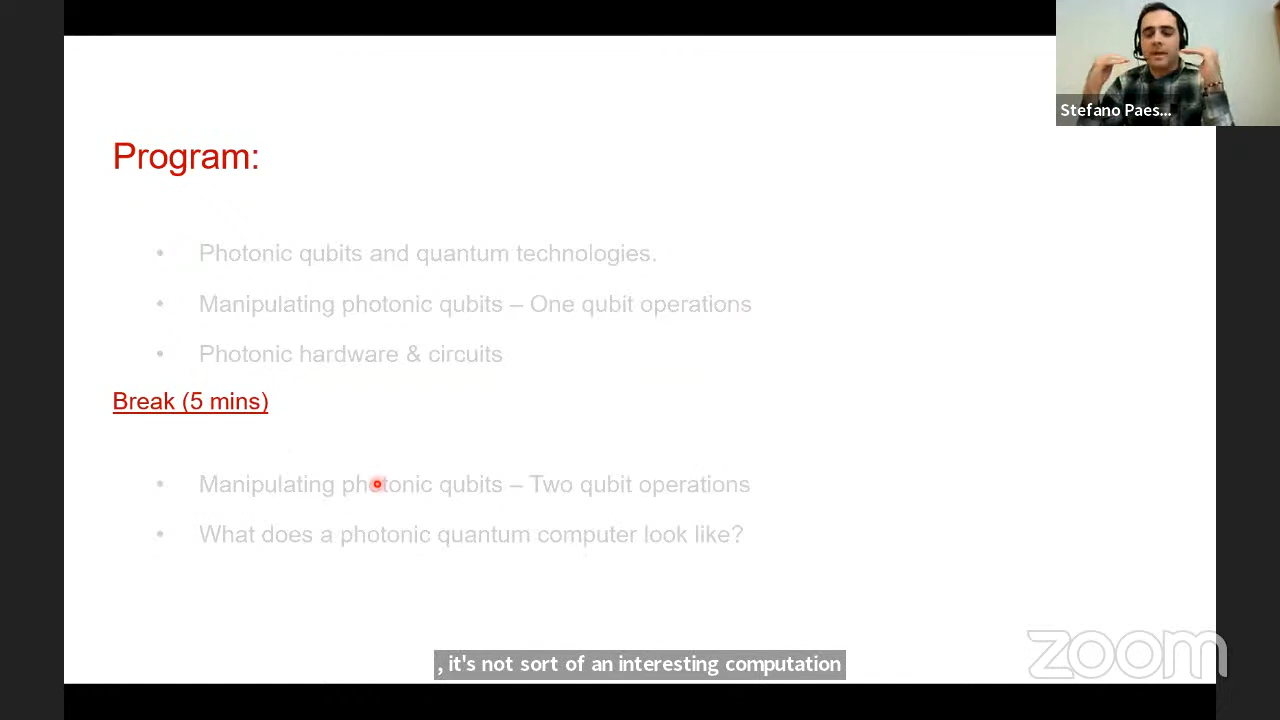 Stefano Paes...
Program:
• Photonic qubits and quantum technologies.
• Manipulating photonic qubits – One qubit operations
• Photonic hardware & circuits
Break (5 mins)
• Manipulating photonic qubits – Two qubit operations
• What does a photonic quantum computer look like?
, it's not sort of an interesting computation
zoom